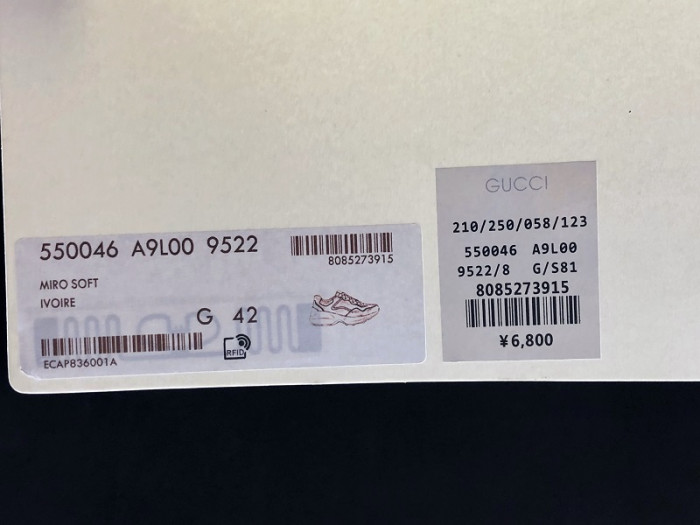 550046 A9L00 9522
8085273915
MIRO SOFT
IVOIRE
G 42
RFID
ECAP836001A
GUCCI
210/250/058/123
550046 A9L00
9522/8 G/S81
8085273915
¥6,800